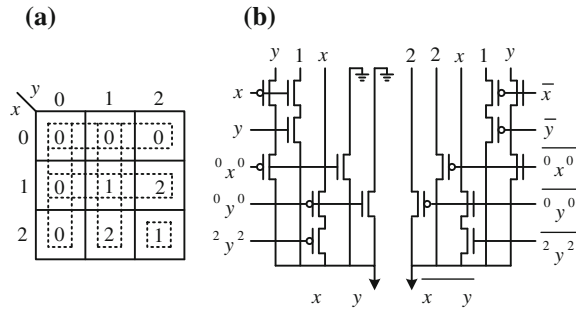 (a)
(b)
y 1 x 2 2 x 1 y
y
x 0 1 2
0 0 0 0
1 0 1 2
2 0 2 1
x x̅
y y̅
⁰x⁰ ⁰x⁰
⁰y⁰ ⁰y⁰
²y² ²y²
x y x y